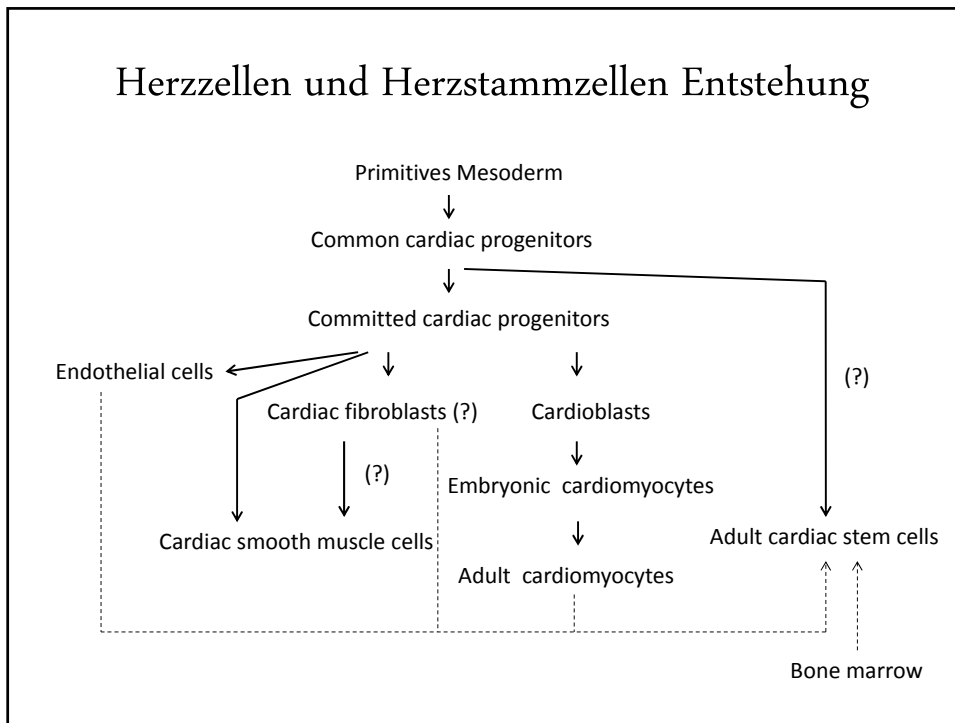 Herzzellen und Herzstammzellen Entstehung
Primitives Mesoderm
Common cardiac progenitors
Committed cardiac progenitors
Endothelial cells
(?)
Cardiac fibroblasts (?)
Cardioblasts
(?)
Embryonic cardiomyocytes
Cardiac smooth muscle cells
Adult cardiac stem cells
Adult cardiomyocytes
Bone marrow